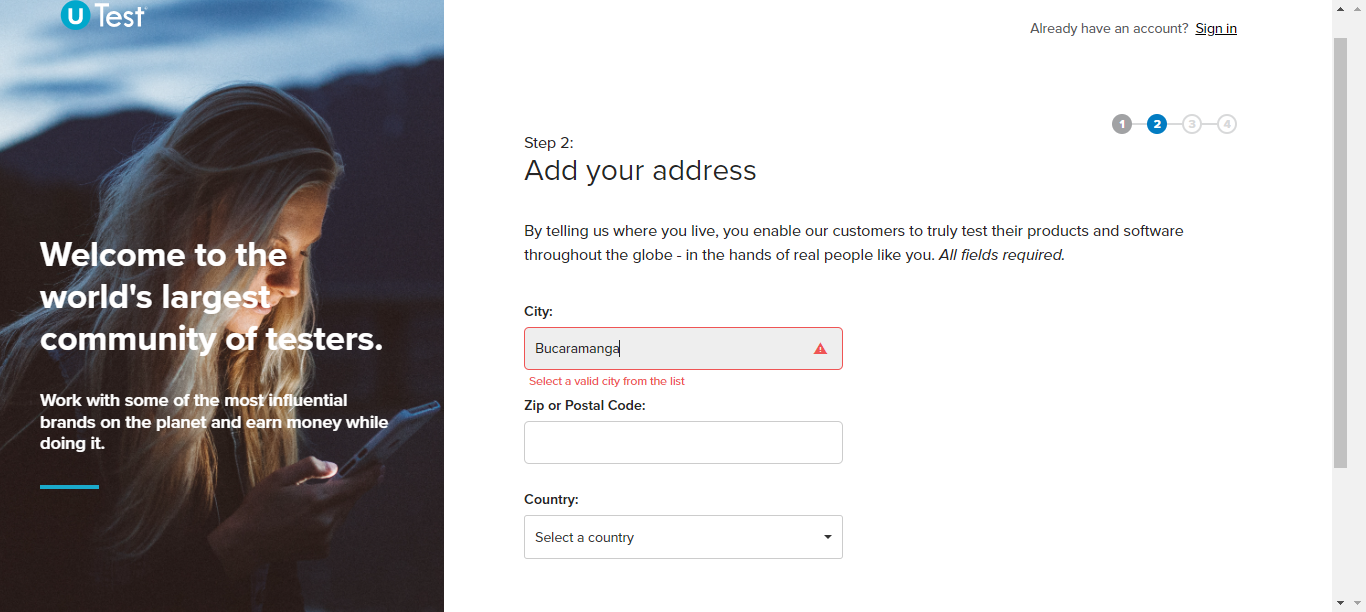 U Test
Already have an account? Sign in
1 2 3 4
Step 2:
Add your address
By telling us where you live, you enable our customers to truly test their products and software
throughout the globe - in the hands of real people like you. All fields required.
City:
Bucaramanga
Select a valid city from the list
Zip or Postal Code:
Country:
Select a country
Welcome to the
world's largest
community of testers.
Work with some of the most influential
brands on the planet and earn money while
doing it.